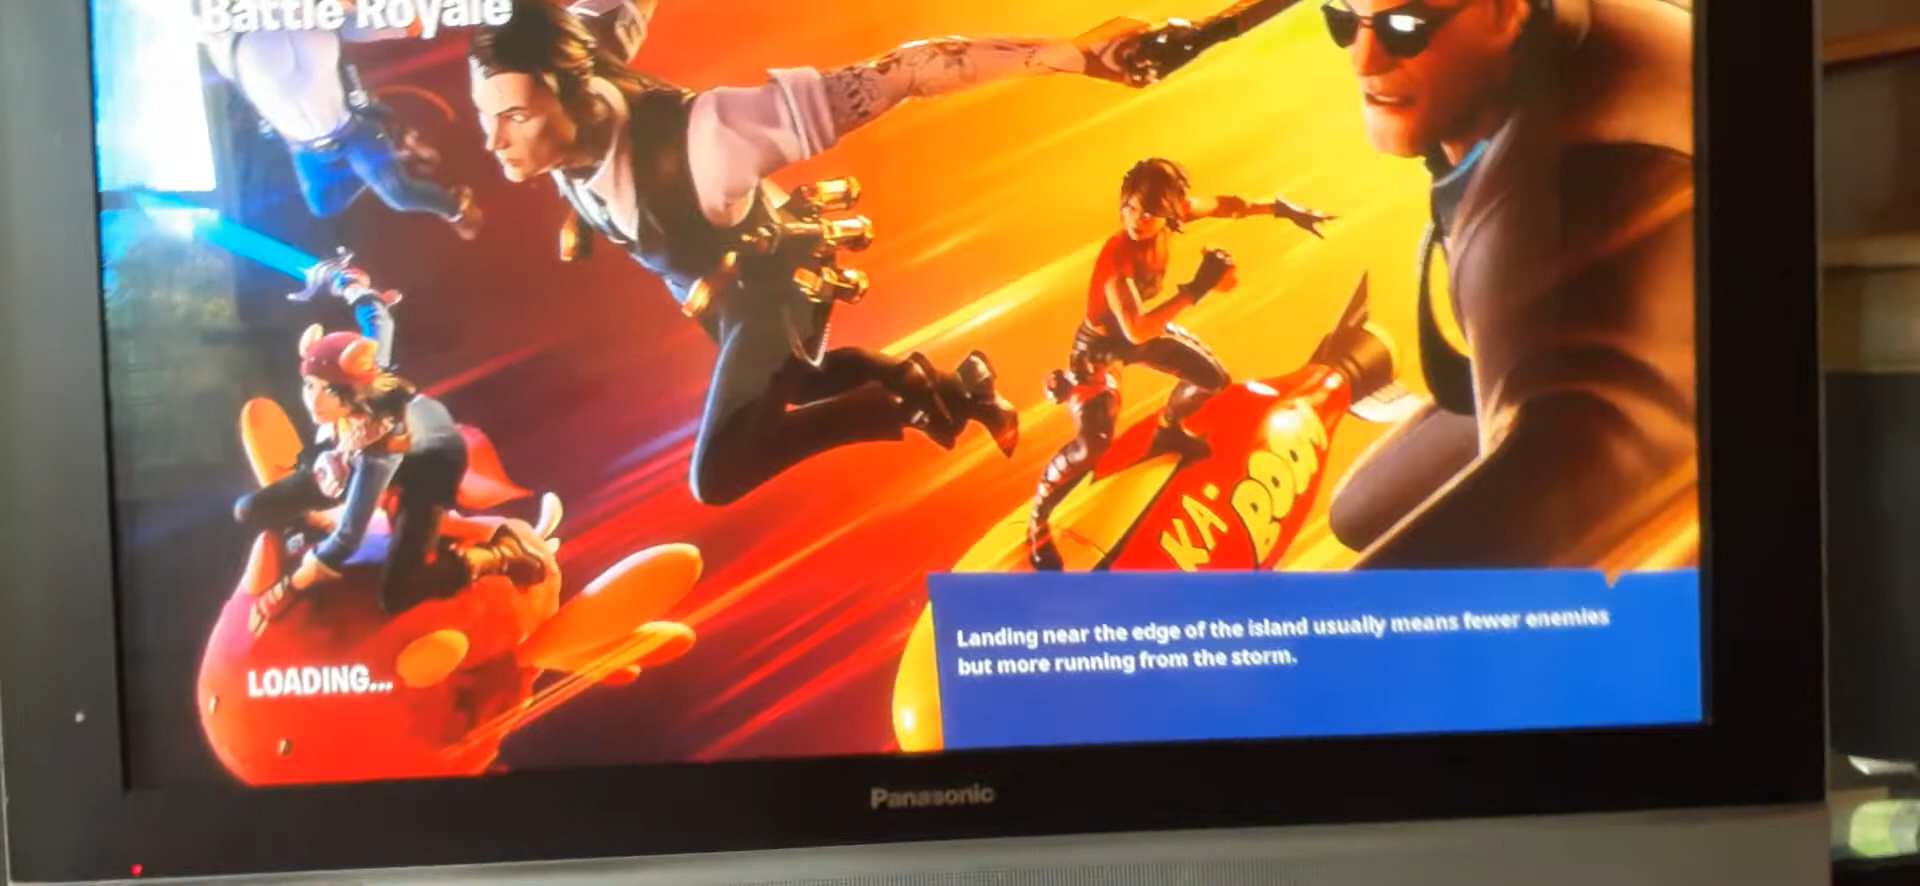 Battle Royale
KA-
BOOM
LOADING...
Landing near the edge of the island usually means fewer enemies
but more running from the storm.
Panasonic